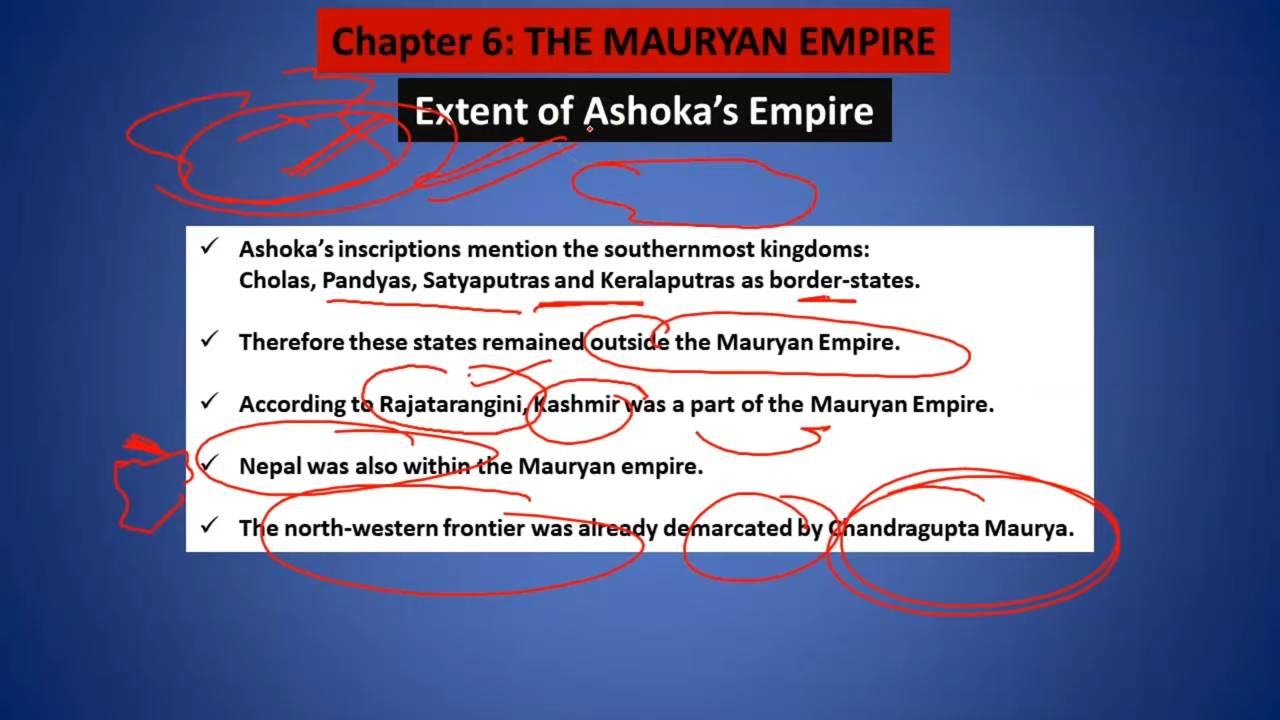 Chapter 6: THE MAURYAN EMPIRE
Extent of Ashoka’s Empire
✓ Ashoka’s inscriptions mention the southernmost kingdoms:
Cholas, Pandyas, Satyaputras and Keralaputras as border-states.
✓ Therefore these states remained outside the Mauryan Empire.
✓ According to Rajatarangini, Kashmir was a part of the Mauryan Empire.
✓ Nepal was also within the Mauryan empire.
✓ The north-western frontier was already demarcated by Chandragupta Maurya.